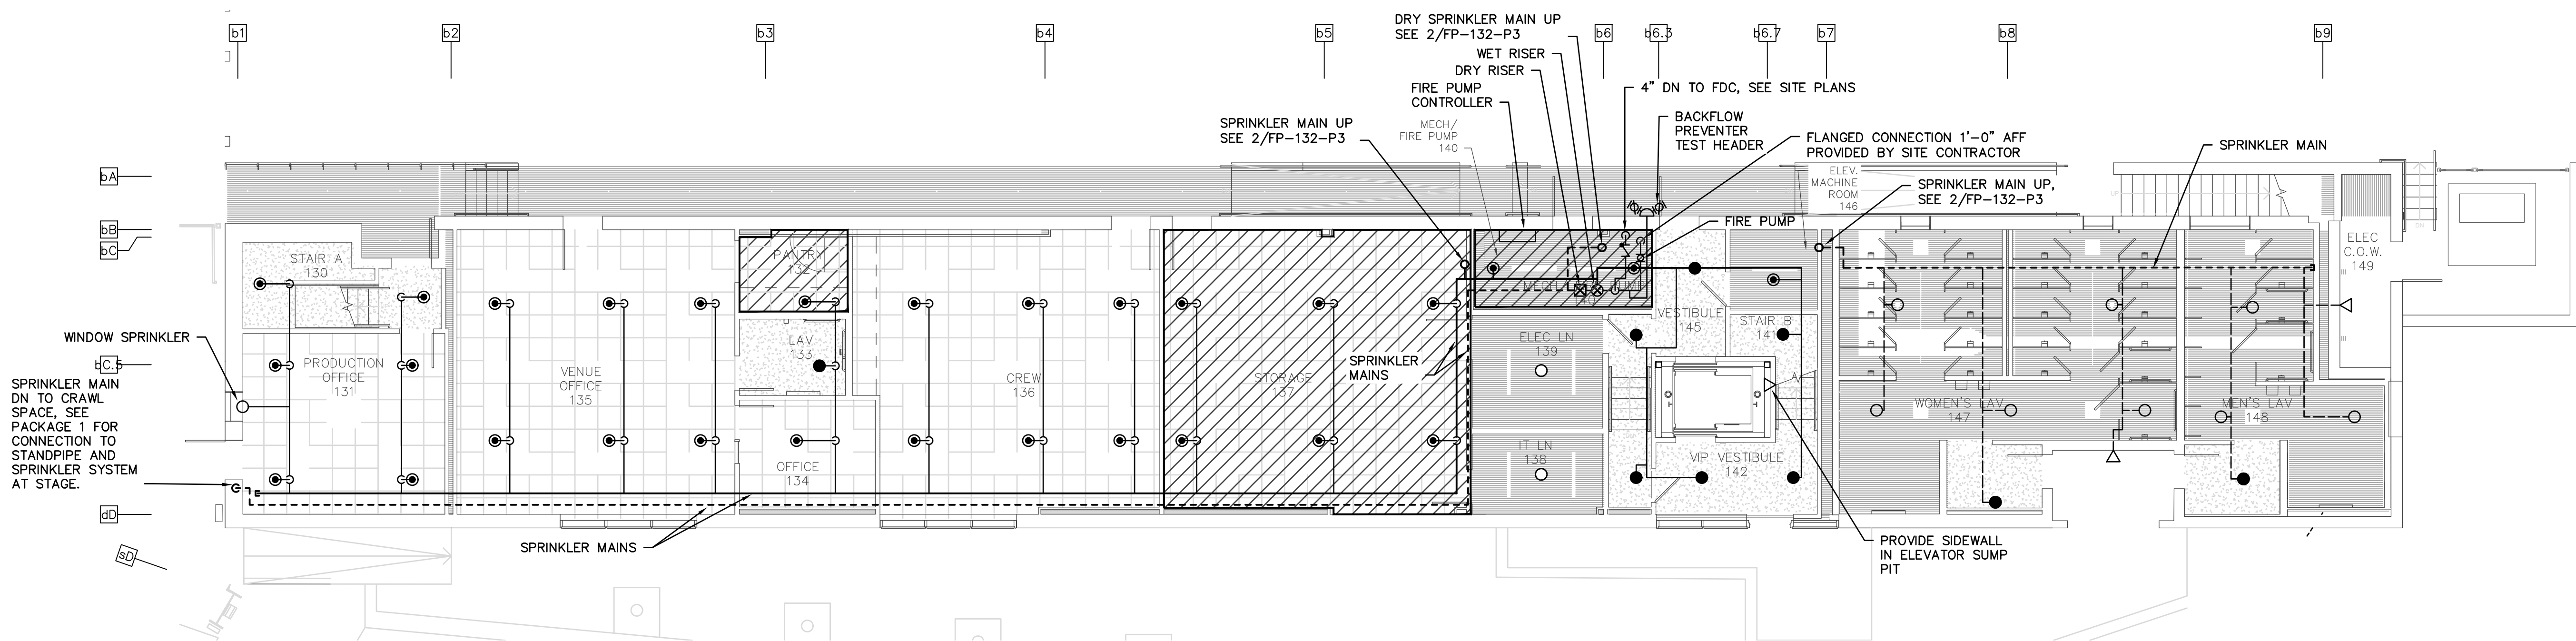 b1
b2
b3
b4
b5
b6
b6.3
b6.7
b7
b8
b9
DRY SPRINKLER MAIN UP
SEE 2/FP-132-P3
WET RISER
DRY RISER
FIRE PUMP
CONTROLLER
4" DN TO FDC, SEE SITE PLANS
BACKFLOW
PREVENTER
TEST HEADER
SPRINKLER MAIN UP
SEE 2/FP-132-P3
MECH/
FIRE PUMP
140
FLANGED CONNECTION 1'-0" AFF
PROVIDED BY SITE CONTRACTOR
SPRINKLER MAIN
ELEV.
MACHINE
ROOM
146
SPRINKLER MAIN UP,
SEE 2/FP-132-P3
FIRE PUMP
bA
bB
bC
bC.5
dD
sD
UP
DN
STAIR A
130
PANTRY
132
ELEC
C.O.W.
149
WINDOW SPRINKLER
SPRINKLER MAIN
DN TO CRAWL
SPACE, SEE
PACKAGE 1 FOR
CONNECTION TO
STANDPIPE AND
SPRINKLER SYSTEM
AT STAGE.
PRODUCTION
OFFICE
131
VENUE
OFFICE
135
LAV
133
OFFICE
134
CREW
136
STORAGE
137
SPRINKLER
MAINS
ELEC LN
139
IT LN
138
VESTIBULE
145
STAIR B
141
VIP VESTIBULE
142
WOMEN'S LAV
147
MEN'S LAV
148
SPRINKLER MAINS
PROVIDE SIDEWALL
IN ELEVATOR SUMP
PIT